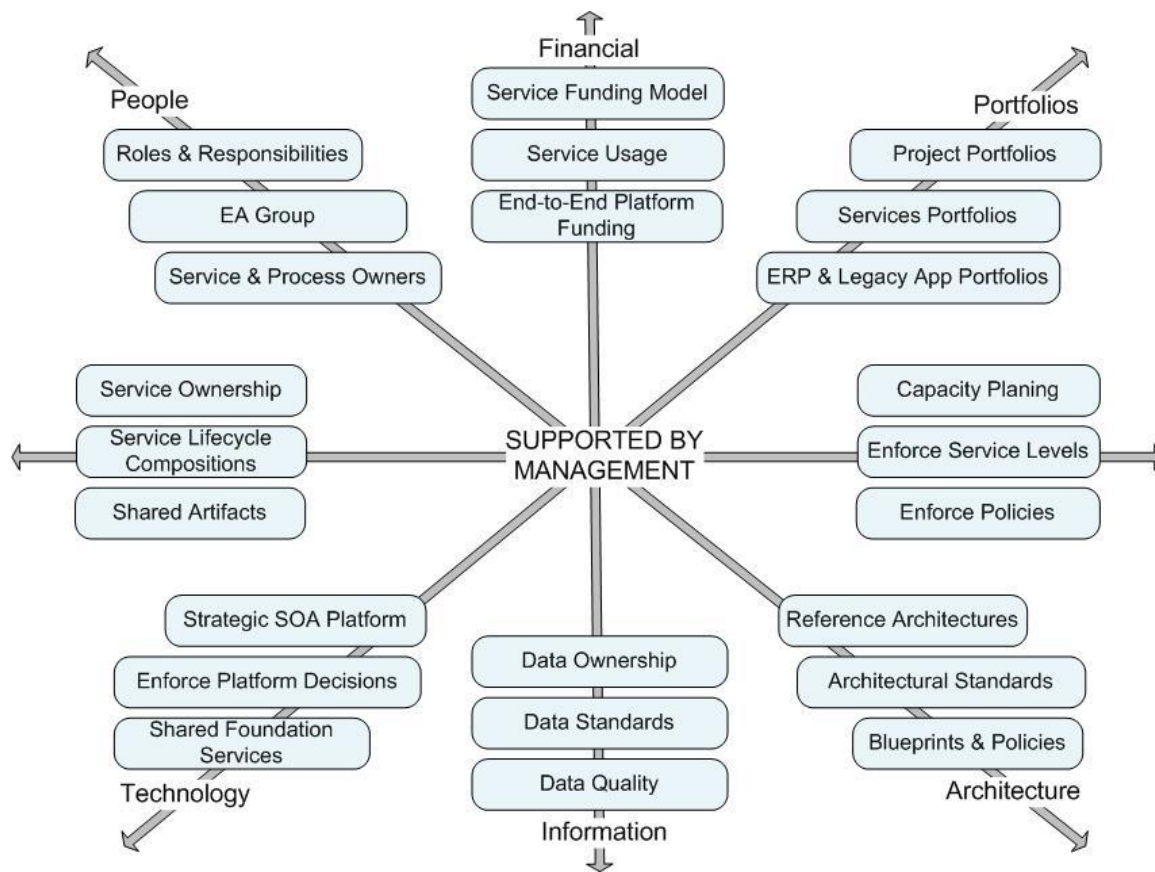 Financial
People
Portfolios
Service Funding Model
Roles & Responsibilities
Service Usage
Project Portfolios
EA Group
End-to-End Platform
Funding
Services Portfolios
Service & Process Owners
ERP & Legacy App Portfolios
Service Ownership
Capacity Planing
Service Lifecycle
Compositions
SUPPORTED BY
MANAGEMENT
Enforce Service Levels
Shared Artifacts
Enforce Policies
Strategic SOA Platform
Reference Architectures
Data Ownership
Enforce Platform Decisions
Architectural Standards
Data Standards
Shared Foundation
Services
Blueprints & Policies
Data Quality
Technology
Architecture
Information